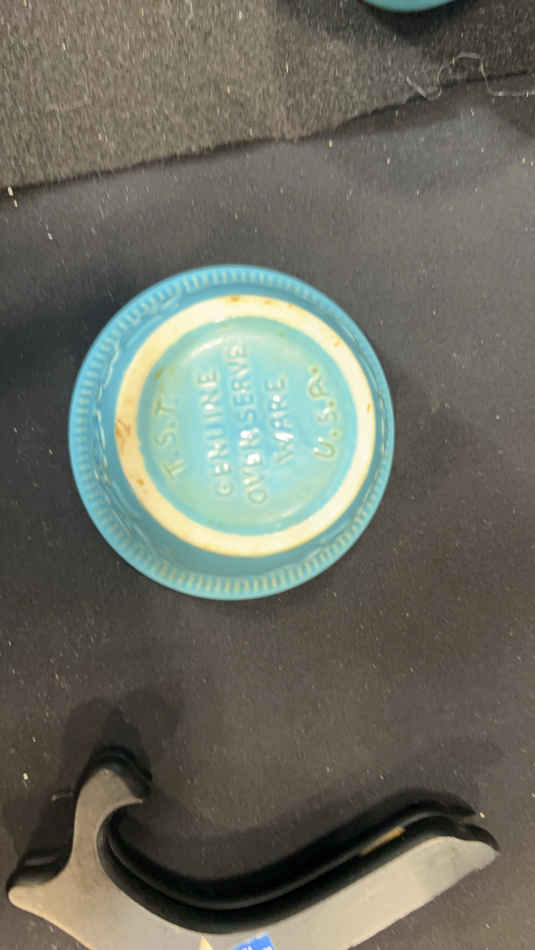 T.S.T.
GENUINE
OVEN SERVE
WARE
U.S.A.